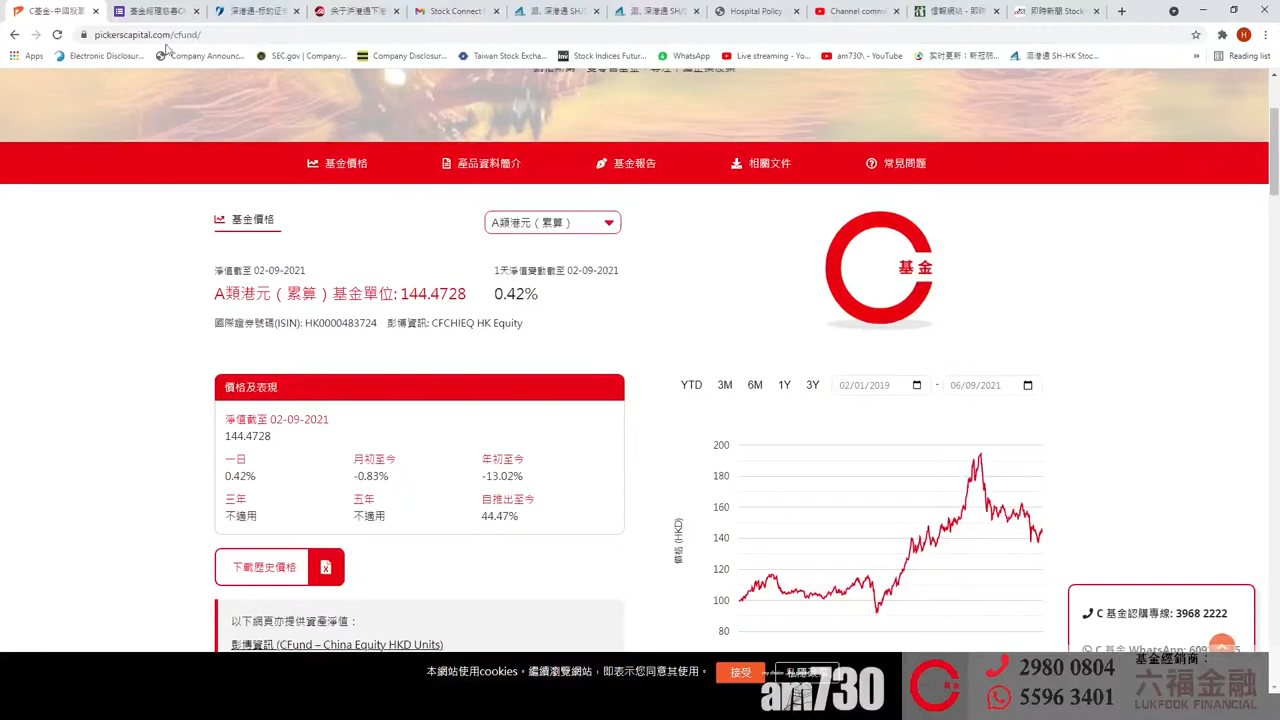 C基金-中國股票
基金經理慈善C
深港通-標的証
关于沪港通下港
Stock Connect
滬、深港通 SH/S
滬、深港通 SH/S
Hospital Policy
Channel comm
信報網站 - 即時
即時新聞 Stock
pickerscapital.com/cfund/
Apps
Electronic Disclosur...
Company Announc...
SEC.gov | Company...
Company Disclosur...
Taiwan Stock Excha...
Indices Futures...
WhatsApp
Live streaming - Yo...
am730\ - YouTube
实时更新：新冠肺...
滬港通 SH-HK Stoc...
»
Reading list
基金價格
產品資料簡介
基金報告
相關文件
常見問題
基金價格
A類港元（累算）
基金
淨值截至 02-09-2021
1天淨值變動截至 02-09-2021
A類港元（累算）基金單位: 144.4728
0.42%
國際證券號碼(ISIN): HK0000483724 彭博資訊: CFCHIEQ HK Equity
價格及表現
YTD 3M 6M 1Y 3Y 02/01/2019 - 06/09/2021
淨值截至 02-09-2021
144.4728
一日 月初至今 年初至今
0.42% -0.83% -13.02%
三年 五年 自推出至今
不適用 不適用 44.47%
200
180
160
140
120
100
80
價格 (HKD)
下載歷史價格
以下網頁亦提供資產淨值：
彭博資訊 (CFund – China Equity HKD Units)
C 基金認購專線: 3968 2222
C 基金 WhatsApp: 609
本網站使用cookies。繼續瀏覽網站，即表示您同意其使用。
接受
am730
2980 0804
5596 3401
基金經銷商：
六福金融
LUKFOOK FINANCIAL